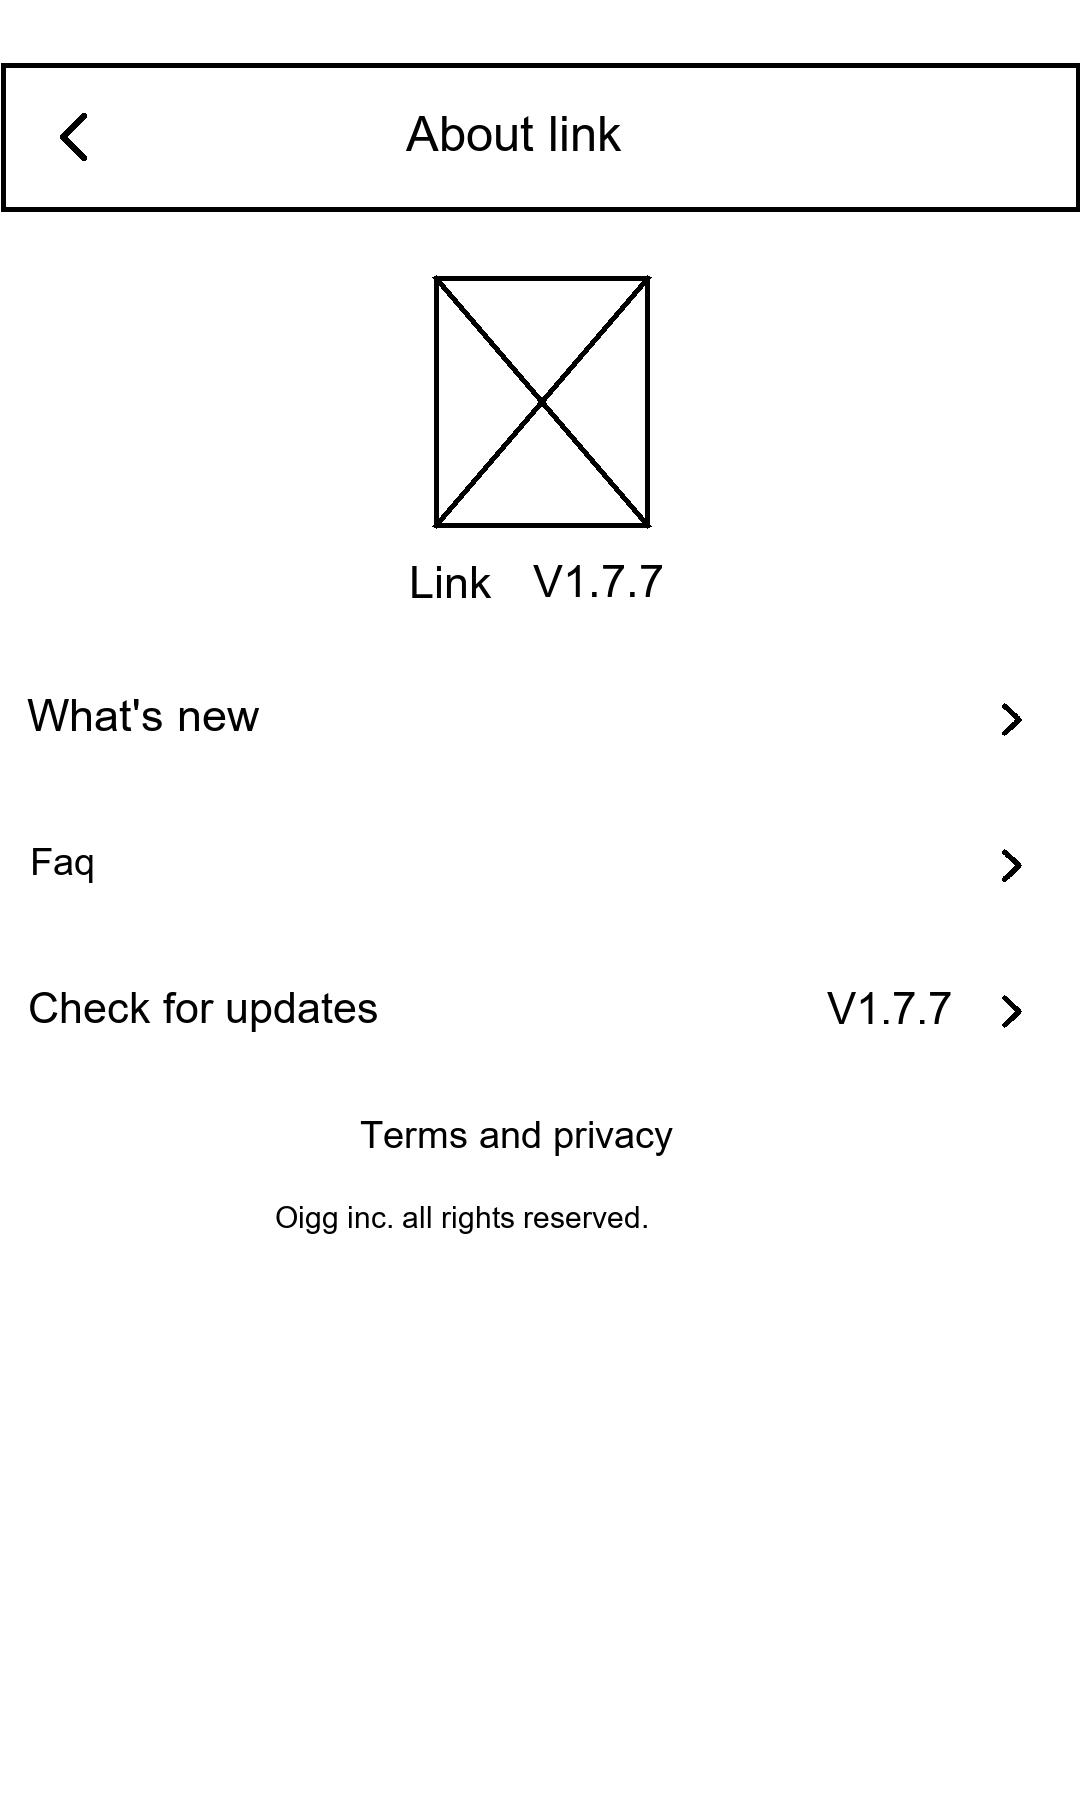 About link
Link V1.7.7
What's new
Faq
Check for updates V1.7.7
Terms and privacy
Oigg inc. all rights reserved.